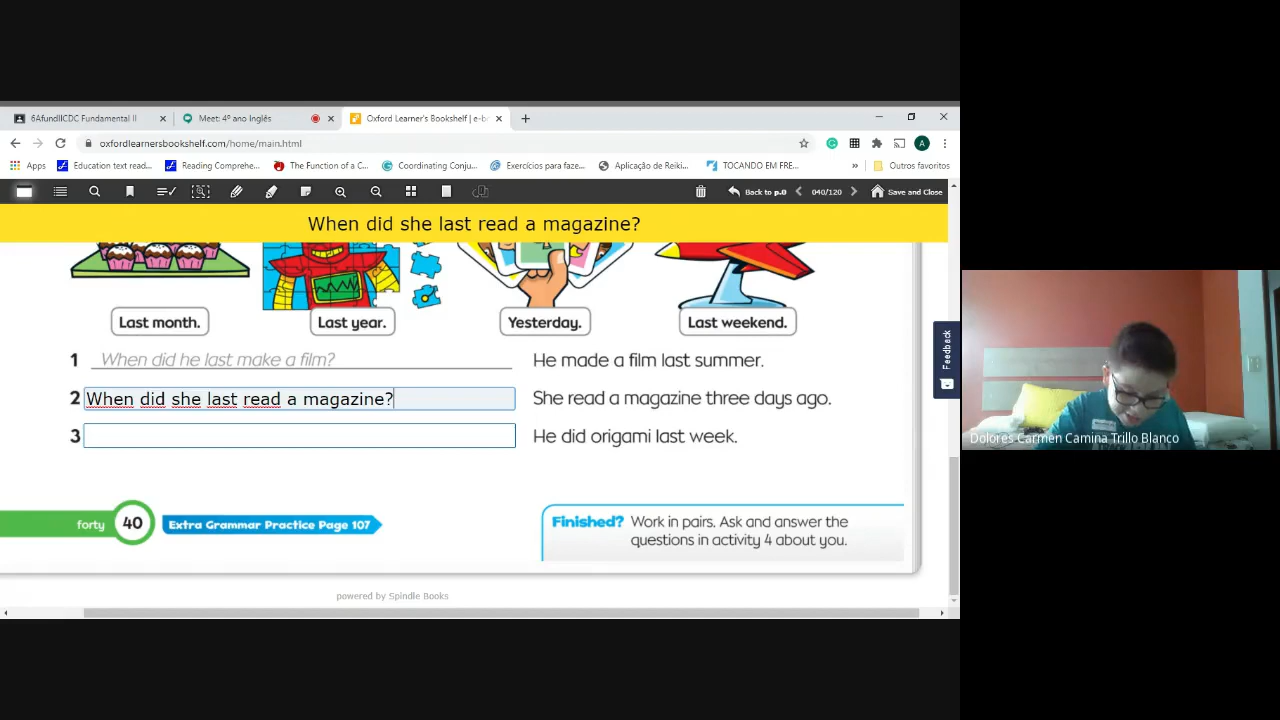 6AfundIICDC Fundamental II
Meet: 4º ano Inglês
Oxford Learner's Bookshelf | e-b
oxfordlearnersbookshelf.com/home/main.html
Apps
Education text read...
Reading Comprehe...
The Function of a C...
Coordinating Conju...
Exercícios para faze...
Aplicação de Reiki...
TOCANDO EM FRE...
»
Outros favoritos
Back to p.0
040/120
Save and Close
When did she last read a magazine?
Last month.
Last year.
Yesterday.
Last weekend.
Feedback
1 When did he last make a film? He made a film last summer.
2 When did she last read a magazine? She read a magazine three days ago.
3 He did origami last week.
forty 40 Extra Grammar Practice Page 107
Finished? Work in pairs. Ask and answer the
questions in activity 4 about you.
powered by Spindle Books
Dolores Carmen Camina Trillo Blanco